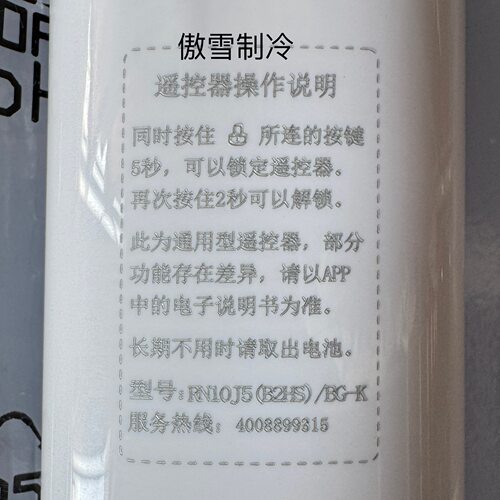 傲雪制冷
遥控器操作说明
同时按住 所连的按键
5秒，可以锁定遥控器。
再次按住2秒可以解锁。
此为通用型遥控器，部分
功能存在差异，请以APP
中的电子说明书为准。
长期不用时请取出电池。
型号：RN10J5(B2HS)/BG-K
服务热线：4008899315